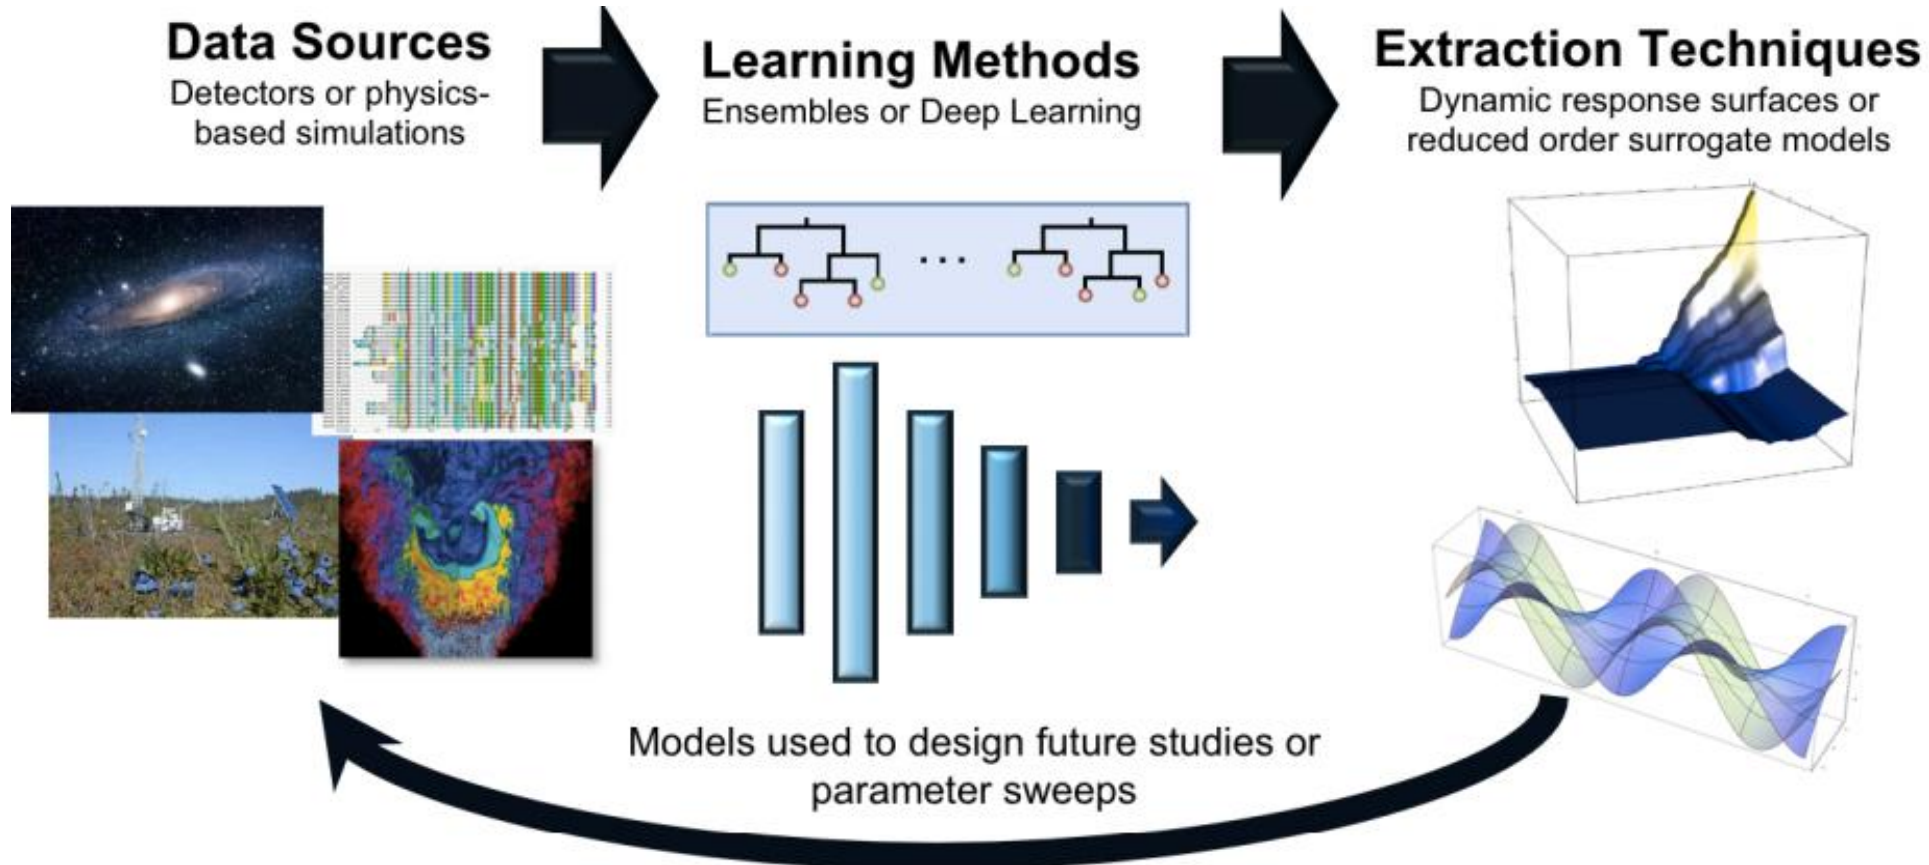 Data Sources
Detectors or physics-
based simulations
Learning Methods
Ensembles or Deep Learning
Extraction Techniques
Dynamic response surfaces or
reduced order surrogate models
...
Models used to design future studies or
parameter sweeps